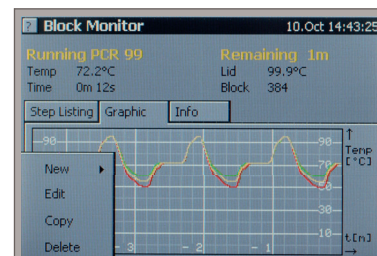 ? Block Monitor 10.Oct 14:43:25
Running PCR 99 Remaining 1m
Temp 72.2°C Lid 99.9°C
Time 0m 12s Block 384
Step Listing Graphic Info
-90 -90 ↑
Temp
-70 [°C]
New
-50
Edit
-30
Copy
-10
t[m]
Delete - 3 - 2 - 1 →